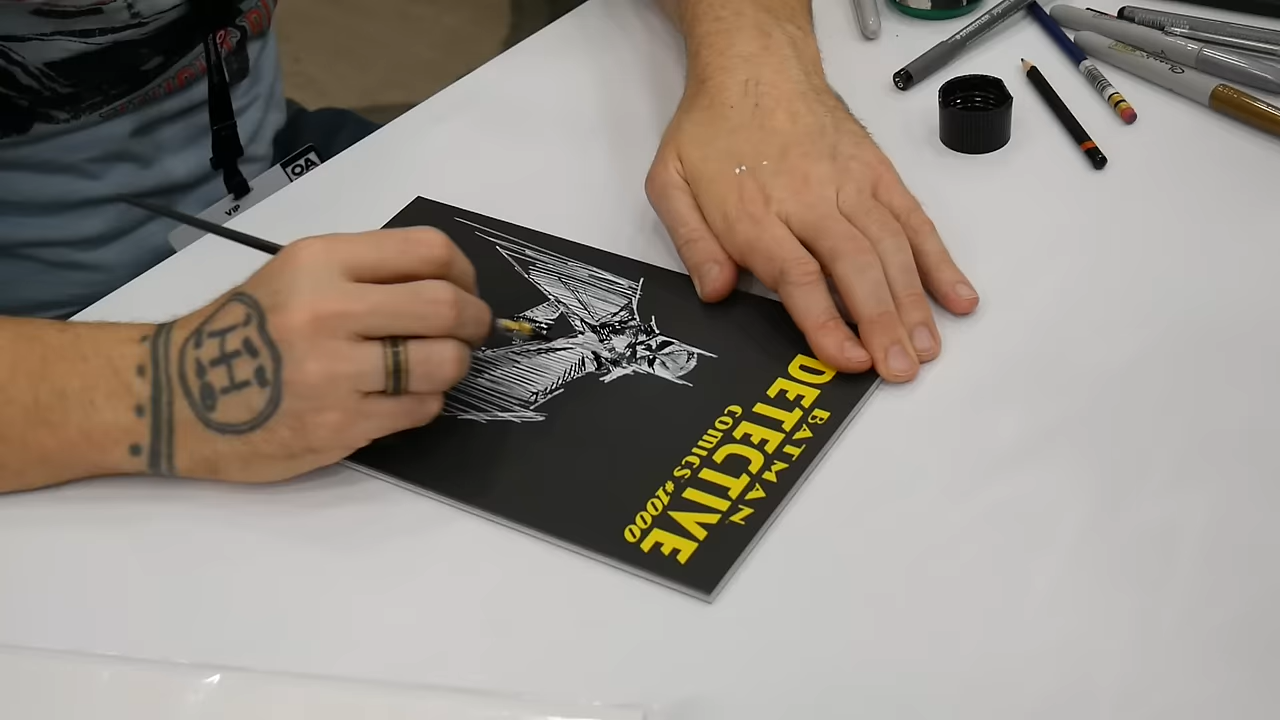 BATMAN
DETECTIVE
COMICS #1000
OA
VIP
H